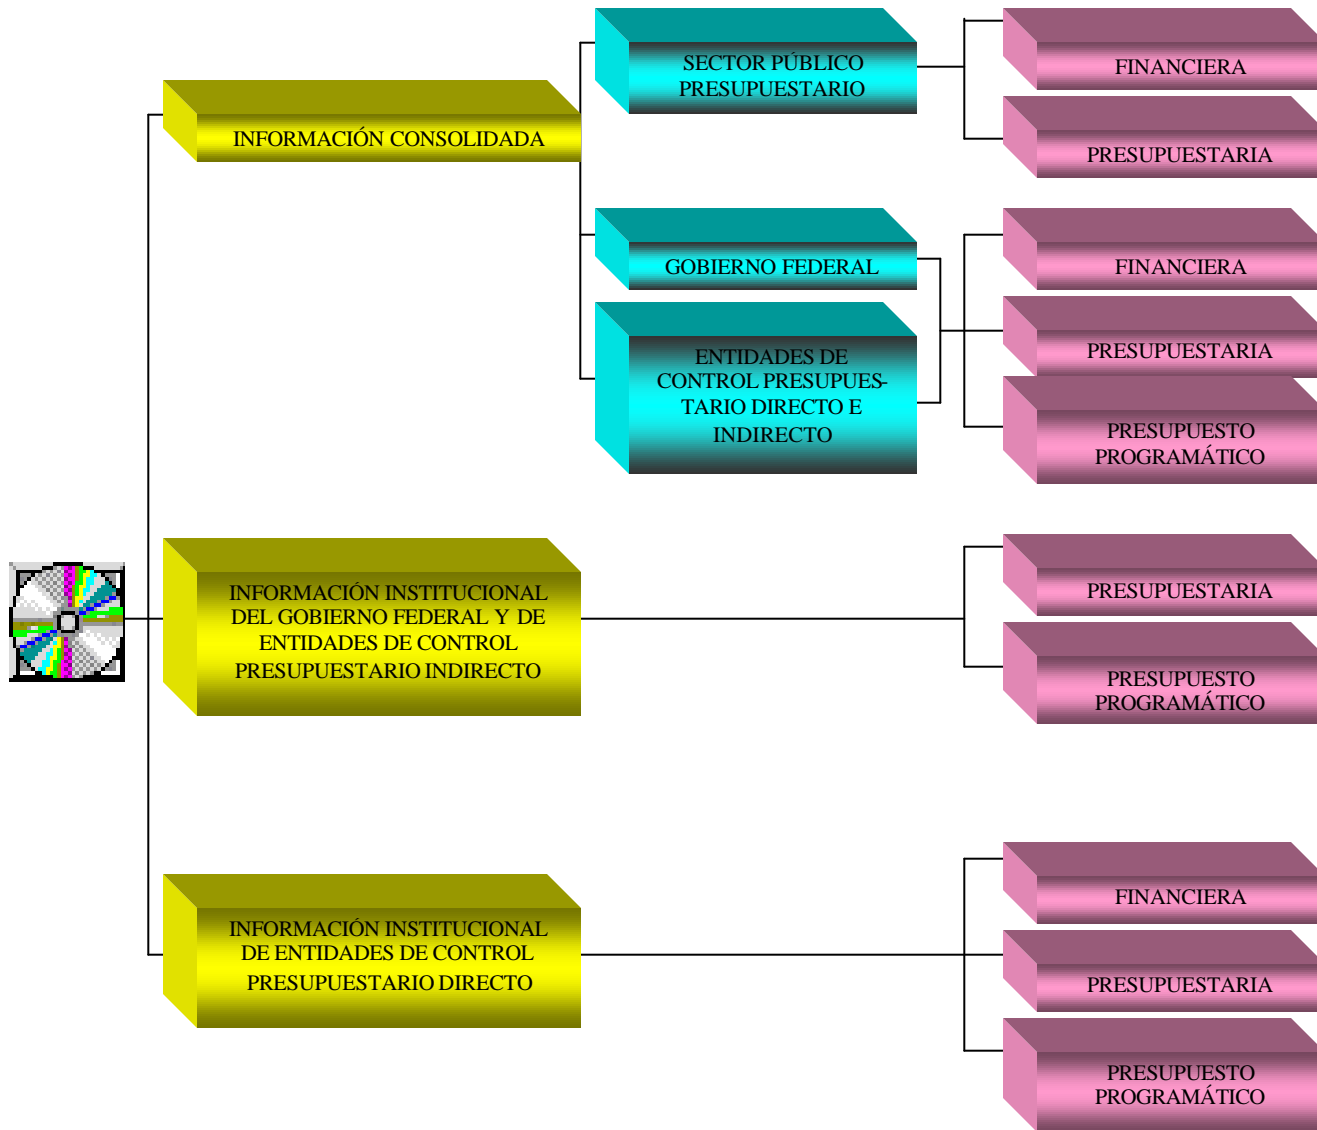 INFORMACIÓN CONSOLIDADA
SECTOR PÚBLICO
PRESUPUESTARIO
FINANCIERA
PRESUPUESTARIA
GOBIERNO FEDERAL
ENTIDADES DE
CONTROL PRESUPUES-
TARIO DIRECTO E
INDIRECTO
FINANCIERA
PRESUPUESTARIA
PRESUPUESTO
PROGRAMÁTICO
INFORMACIÓN INSTITUCIONAL
DEL GOBIERNO FEDERAL Y DE
ENTIDADES DE CONTROL
PRESUPUESTARIO INDIRECTO
PRESUPUESTARIA
PRESUPUESTO
PROGRAMÁTICO
INFORMACIÓN INSTITUCIONAL
DE ENTIDADES DE CONTROL
PRESUPUESTARIO DIRECTO
FINANCIERA
PRESUPUESTARIA
PRESUPUESTO
PROGRAMÁTICO